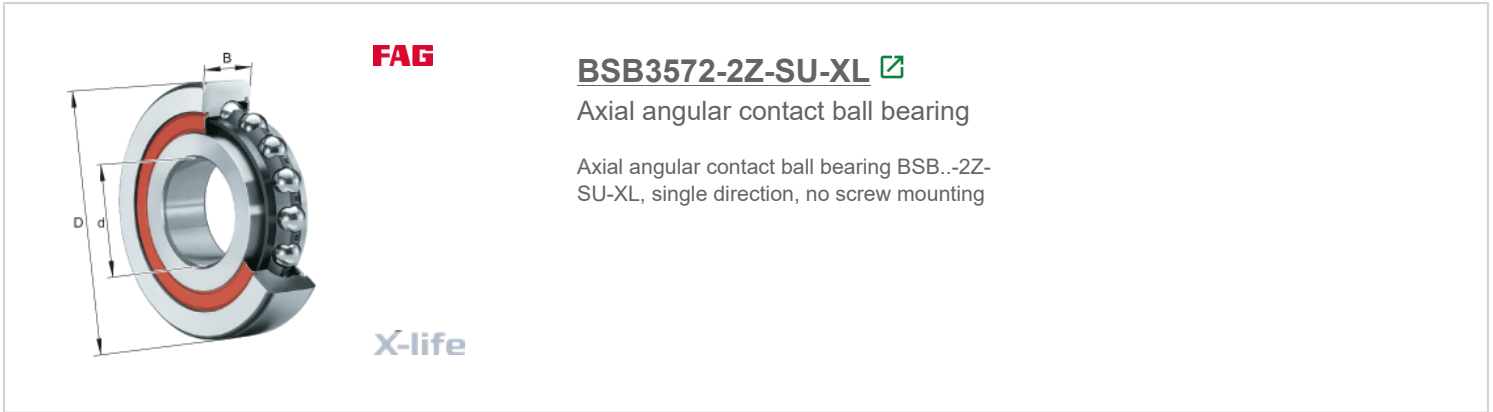 B
D
d
FAG
X-life
BSB3572-2Z-SU-XL
Axial angular contact ball bearing
Axial angular contact ball bearing BSB..-2Z-
SU-XL, single direction, no screw mounting